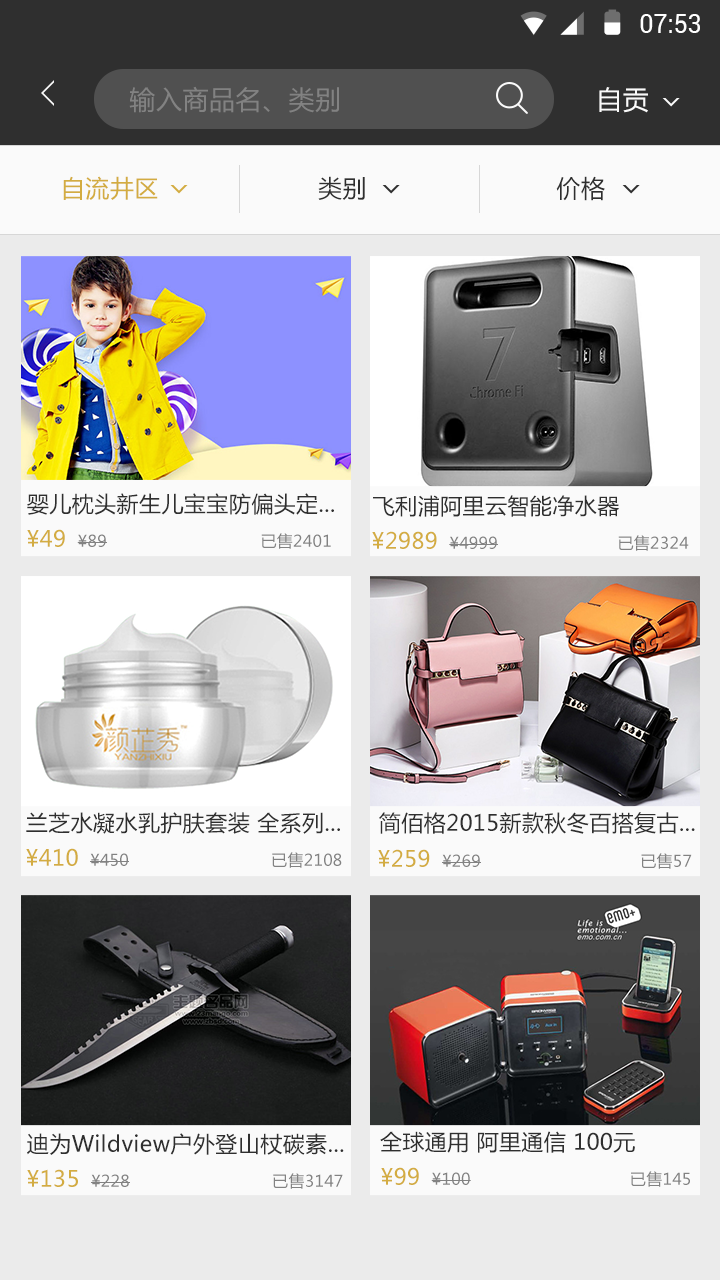 07:53
输入商品名、类别
自贡
自流井区
类别
价格
7
Chrome Fi
婴儿枕头新生儿宝宝防偏头定...
¥49 ¥89 已售2401
飞利浦阿里云智能净水器
¥2989 ¥4999 已售2324
颜芷秀™
YANZHIXIU
兰芝水凝水乳护肤套装 全系列...
¥410 ¥450 已售2108
简佰格2015新款秋冬百搭复古...
¥259 ¥269 已售57
迪为Wildview户外登山杖碳素...
¥135 ¥228 已售3147
Life is emo+
emotional...
emo.com.cn
全球通用 阿里通信 100元
¥99 ¥100 已售145